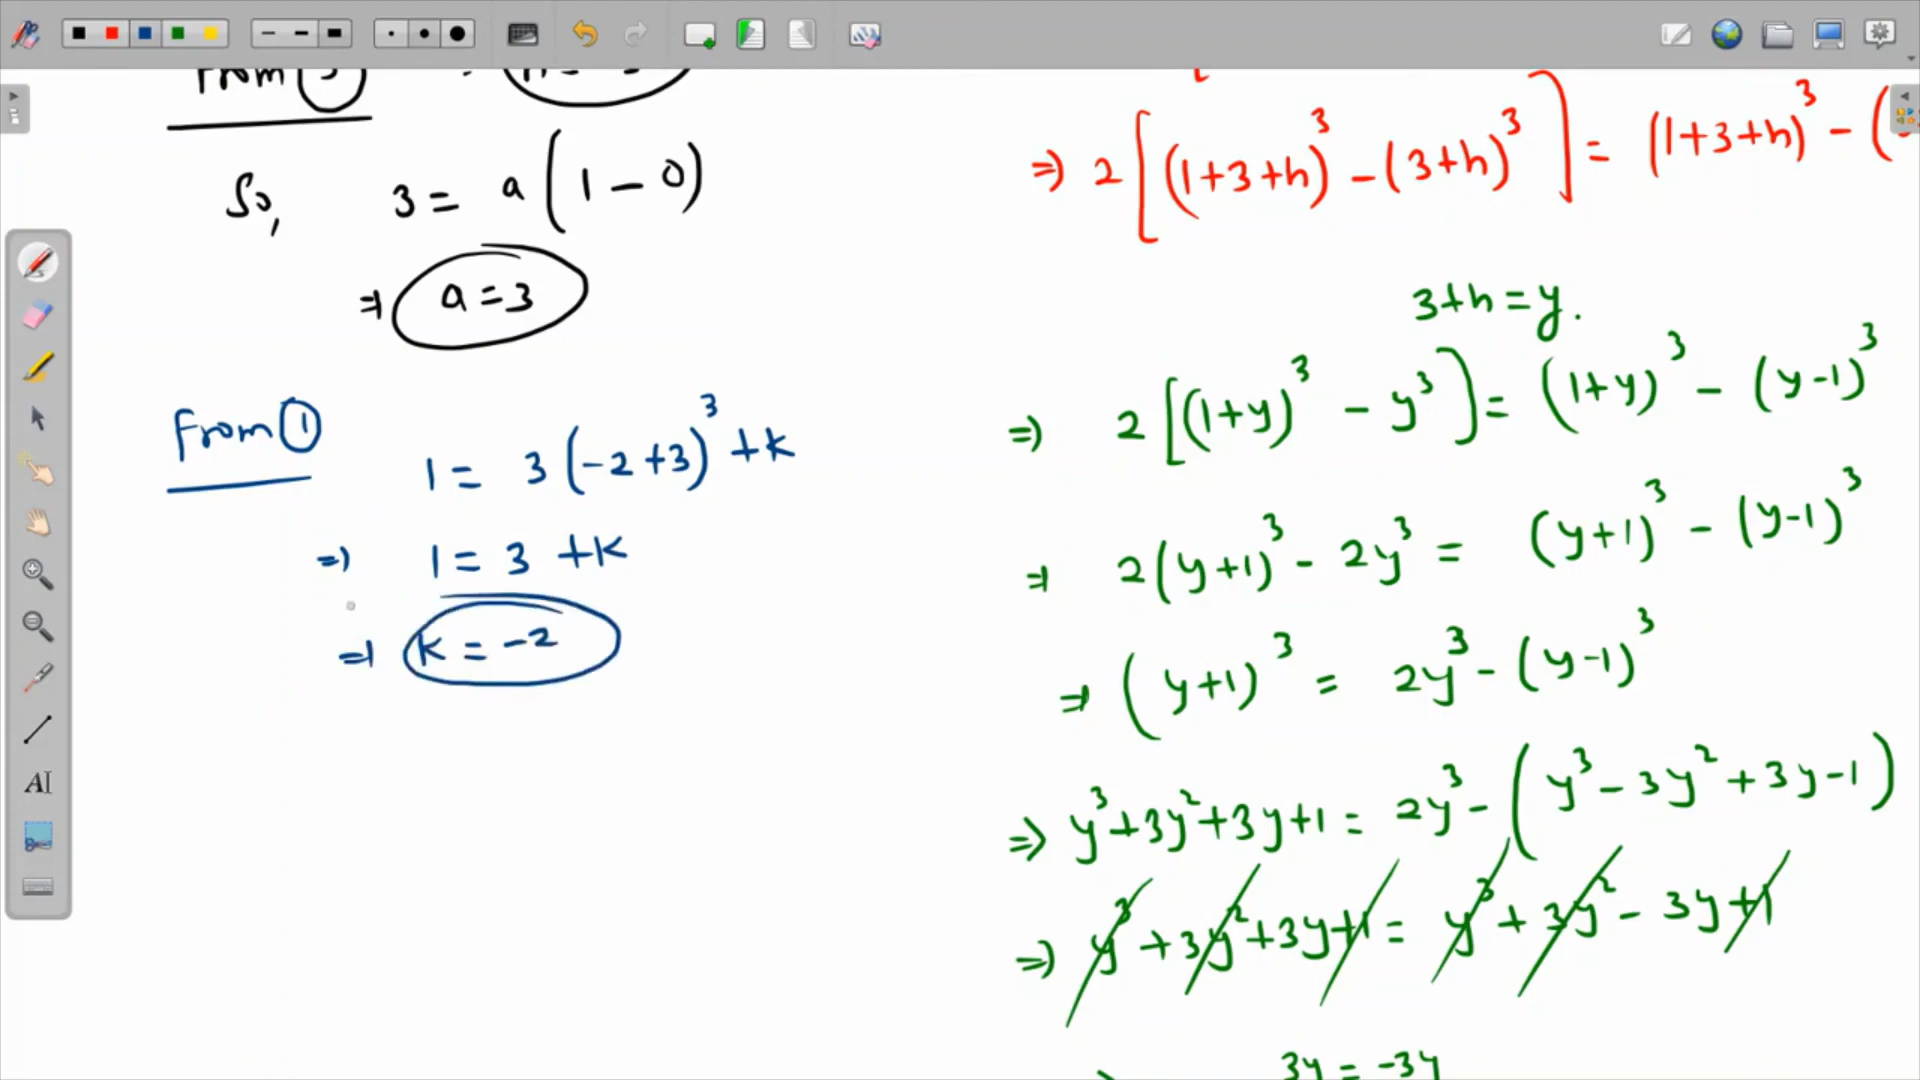 From 3
So, 3 = a(1 - 0)
⇒ a = 3
From ①
1 = 3(-2+3)³ + k
⇒ 1 = 3 + k
⇒ k = -2
⇒ 2[(1+3+h)³ - (3+h)³] = (1+3+h)³ - (
3+h = y.
⇒ 2[(1+y)³ - y³] = (1+y)³ - (y-1)³
⇒ 2(y+1)³ - 2y³ = (y+1)³ - (y-1)³
⇒ (y+1)³ = 2y³ - (y-1)³
⇒ y³+3y²+3y+1 = 2y³ - (y³-3y²+3y-1)
⇒ y³+3y²+3y+1 = y³+3y²-3y+1
3y = -3y
AI